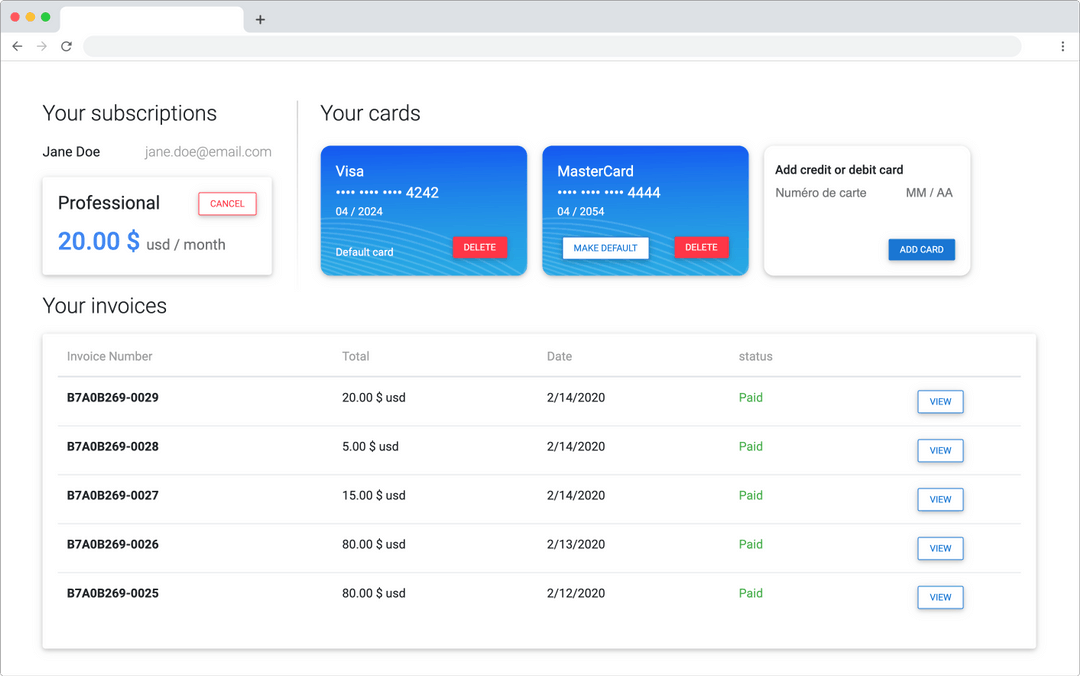 Your subscriptions
Jane Doe jane.doe@email.com
Professional CANCEL
20.00 $ usd / month
Your cards
Visa
•••• •••• •••• 4242
04 / 2024
Default card DELETE
MasterCard
•••• •••• •••• 4444
04 / 2054
MAKE DEFAULT DELETE
Add credit or debit card
Numéro de carte MM / AA
ADD CARD
Your invoices
Invoice Number Total Date status
B7A0B269-0029 20.00 $ usd 2/14/2020 Paid VIEW
B7A0B269-0028 5.00 $ usd 2/14/2020 Paid VIEW
B7A0B269-0027 15.00 $ usd 2/14/2020 Paid VIEW
B7A0B269-0026 80.00 $ usd 2/13/2020 Paid VIEW
B7A0B269-0025 80.00 $ usd 2/12/2020 Paid VIEW